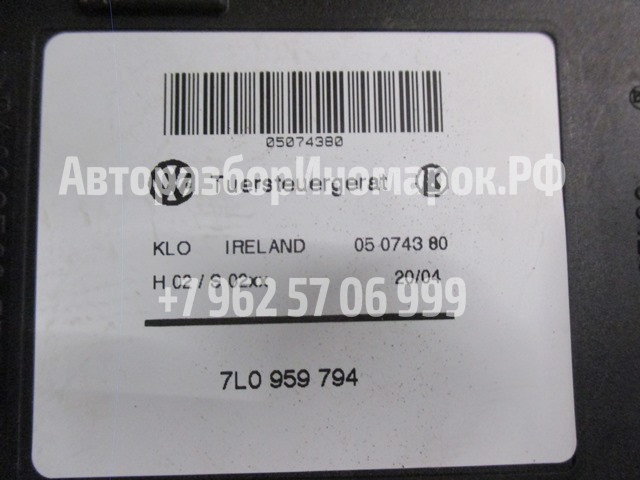 05074380
АвторазборИномарок.РФ
Tuersteuergerat K
KLO IRELAND 05 0743 80
H 02 / S 02xx 20/04
+7 962 57 06 999
7L0 959 794